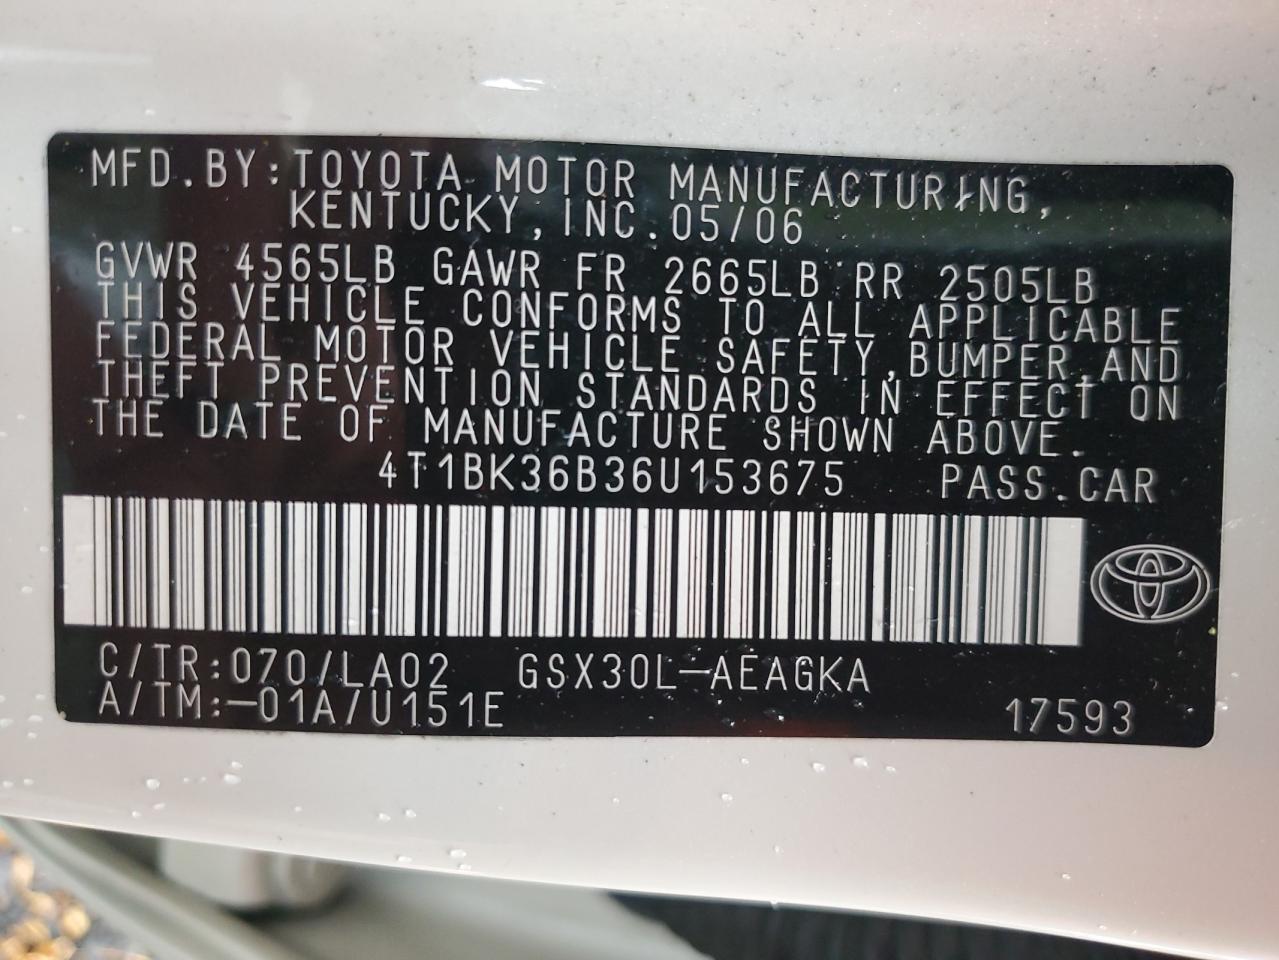 MFD.BY:TOYOTA MOTOR MANUFACTURING,
KENTUCKY,INC.05/06
GVWR 4565LB GAWR FR 2665LB RR 2505LB
THIS VEHICLE CONFORMS TO ALL APPLICABLE
FEDERAL MOTOR VEHICLE SAFETY,BUMPER,AND
THEFT PREVENTION STANDARDS IN EFFECT ON
THE DATE OF MANUFACTURE SHOWN ABOVE.
4T1BK36B36U153675 PASS.CAR
C/TR:070/LA02 GSX30L-AEAGKA
A/TM:-01A/U151E 17593